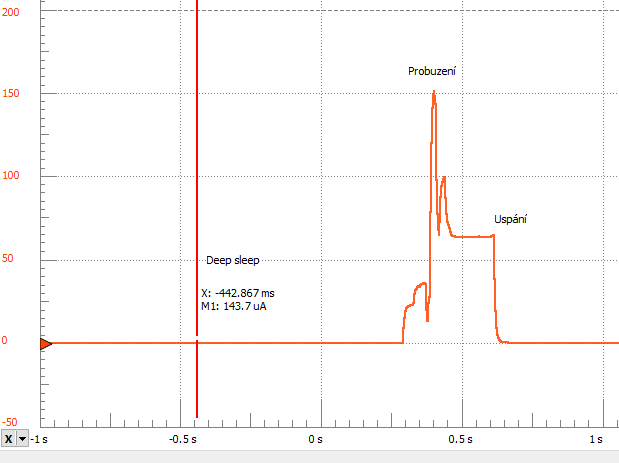 200
150
100
50
0
-50
Probuzení
Uspání
Deep sleep
X: -442.867 ms
M1: 143.7 uA
X
-1 s
-0.5 s
0 s
0.5 s
1 s